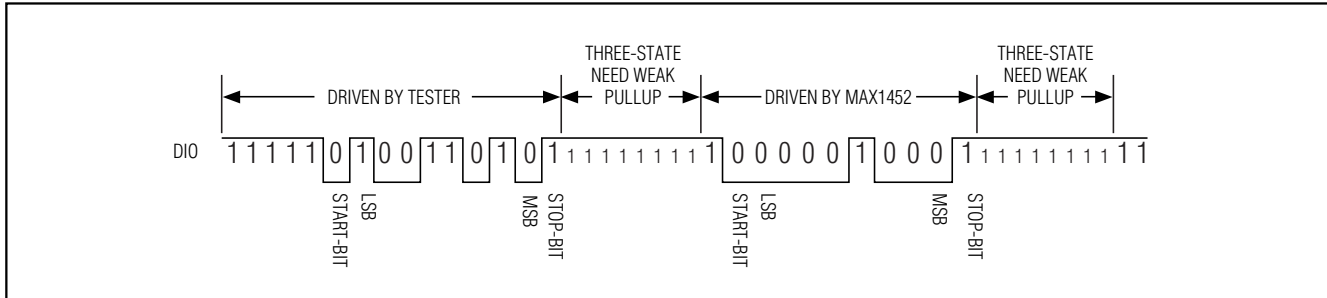 THREE-STATE
NEED WEAK
PULLUP
THREE-STATE
NEED WEAK
PULLUP
DRIVEN BY TESTER
DRIVEN BY MAX1452
DIO
1 1 1 1 1 0 1 0 0 1 1 0 1 0 1 1 1 1 1 1 1 1 1 1 0 0 0 0 0 1 0 0 0 1 1 1 1 1 1 1 1 1 1 1
START-BIT
LSB
MSB
STOP-BIT
START-BIT
LSB
MSB
STOP-BIT